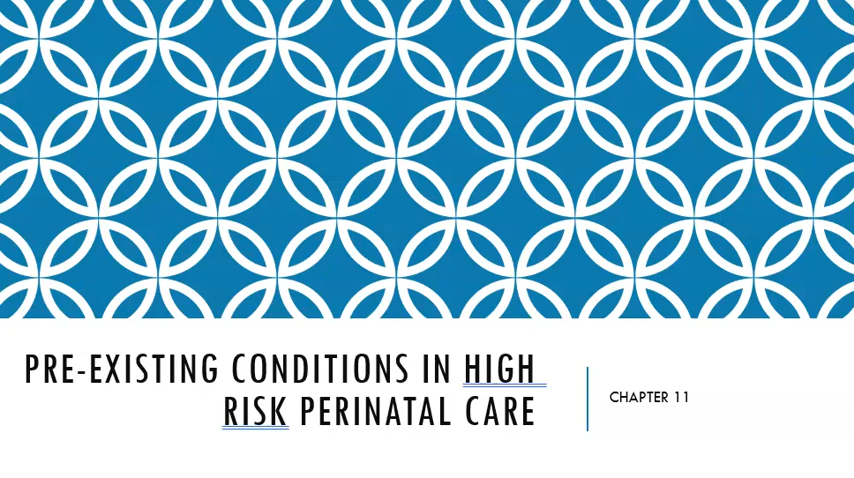 PRE-EXISTING CONDITIONS IN HIGH
RISK PERINATAL CARE
CHAPTER 11